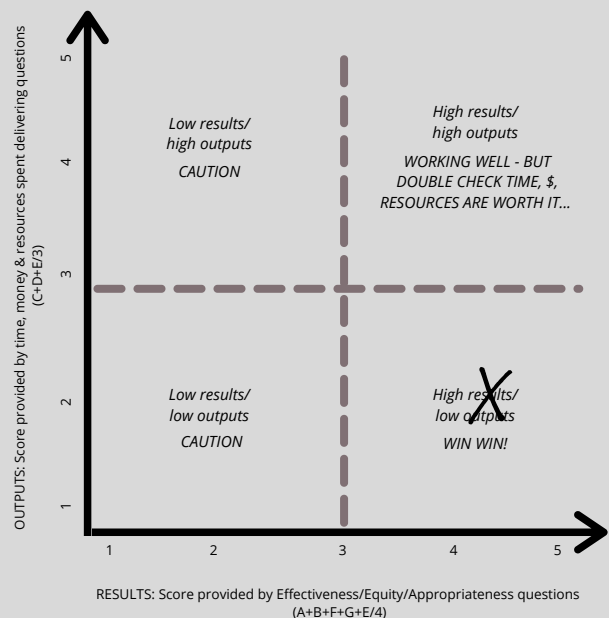 OUTPUTS: Score provided by time, money & resources spent delivering questions
(C+D+E/3)
5
4
3
2
1
Low results/
high outputs
CAUTION
High results/
high outputs
WORKING WELL - BUT
DOUBLE CHECK TIME, $,
RESOURCES ARE WORTH IT...
Low results/
low outputs
CAUTION
High results/
low outputs
WIN WIN!
1
2
3
4
5
RESULTS: Score provided by Effectiveness/Equity/Appropriateness questions
(A+B+F+G+E/4)